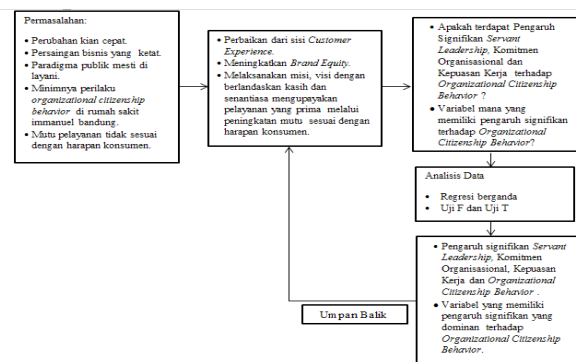 Permasalahan:
• Perubahan kian cepat.
• Persaingan bisnis yang ketat.
• Paradigma publik mesti di
layani.
• Minimnya perilaku
organizational citizenship
behavior di rumah sakit
immanuel bandung.
• Mutu pelayanan tidak sesuai
dengan harapan konsumen.
• Perbaikan dari sisi Customer
Experience.
• Meningkatkan Brand Equity.
• Melaksanakan misi, visi dengan
berlandaskan kasih dan
senantiasa mengupayakan
pelayanan yang prima melalui
peningkatan mutu sesuai dengan
harapan konsumen.
• Apakah terdapat Pengaruh
Signifikan Servant
Leadership, Komitmen
Organisasional dan
Kepuasan Kerja terhadap
Organizational Citizenship
Behavior ?
• Variabel mana yang
memiliki pengaruh signifikan
terhadap Organizational
Citizenship Behavior?
Analisis Data
• Regresi berganda
• Uji F dan Uji T
• Pengaruh signifikan Servant
Leadership, Komitmen
Organisasional, Kepuasan
Kerja dan Organizational
Citizenship Behavior .
• Variabel yang memiliki
pengaruh signifikan yang
dominan terhadap
Organizational Citizenship
Behavior.
Umpan Balik